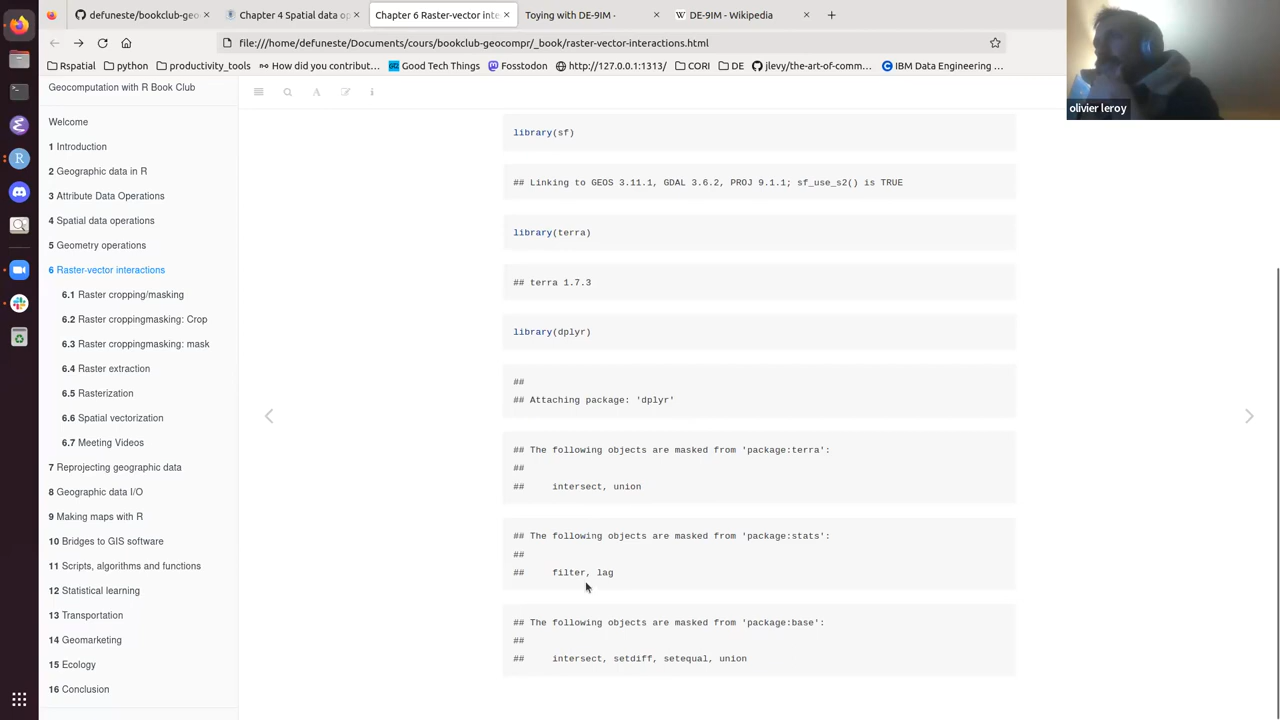 defuneste/bookclub-geo
Chapter 4 Spatial data op
Chapter 6 Raster-vector inte
Toying with DE-9IM ·
DE-9IM - Wikipedia
file:///home/defuneste/Documents/cours/bookclub-geocompr/_book/raster-vector-interactions.html
Rspatial
python
productivity_tools
How did you contribut…
Good Tech Things
Fosstodon
http://127.0.0.1:1313/
CORI
DE
jlevy/the-art-of-comm…
IBM Data Engineering …
olivier leroy
Geocomputation with R Book Club
Welcome
1 Introduction
2 Geographic data in R
3 Attribute Data Operations
4 Spatial data operations
5 Geometry operations
6 Raster-vector interactions
6.1 Raster cropping/masking
6.2 Raster croppingmasking: Crop
6.3 Raster croppingmasking: mask
6.4 Raster extraction
6.5 Rasterization
6.6 Spatial vectorization
6.7 Meeting Videos
7 Reprojecting geographic data
8 Geographic data I/O
9 Making maps with R
10 Bridges to GIS software
11 Scripts, algorithms and functions
12 Statistical learning
13 Transportation
14 Geomarketing
15 Ecology
16 Conclusion
library(sf)
## Linking to GEOS 3.11.1, GDAL 3.6.2, PROJ 9.1.1; sf_use_s2() is TRUE
library(terra)
## terra 1.7.3
library(dplyr)
##
## Attaching package: 'dplyr'
## The following objects are masked from 'package:terra':
##
##     intersect, union
## The following objects are masked from 'package:stats':
##
##     filter, lag
## The following objects are masked from 'package:base':
##
##     intersect, setdiff, setequal, union